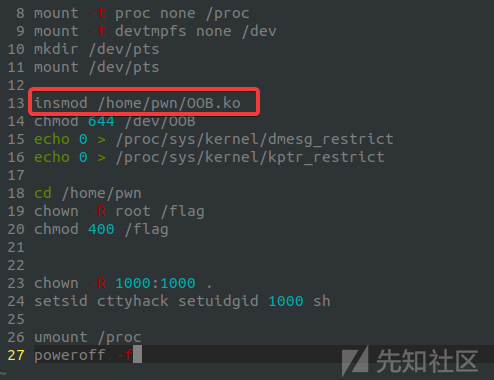 8 mount -t proc none /proc
9 mount -t devtmpfs none /dev
10 mkdir /dev/pts
11 mount /dev/pts
12
13 insmod /home/pwn/OOB.ko
14 chmod 644 /dev/OOB
15 echo 0 > /proc/sys/kernel/dmesg_restrict
16 echo 0 > /proc/sys/kernel/kptr_restrict
17
18 cd /home/pwn
19 chown -R root /flag
20 chmod 400 /flag
21
22
23 chown -R 1000:1000 .
24 setsid cttyhack setuidgid 1000 sh
25
26 umount /proc
27 poweroff -f
~
先知社区